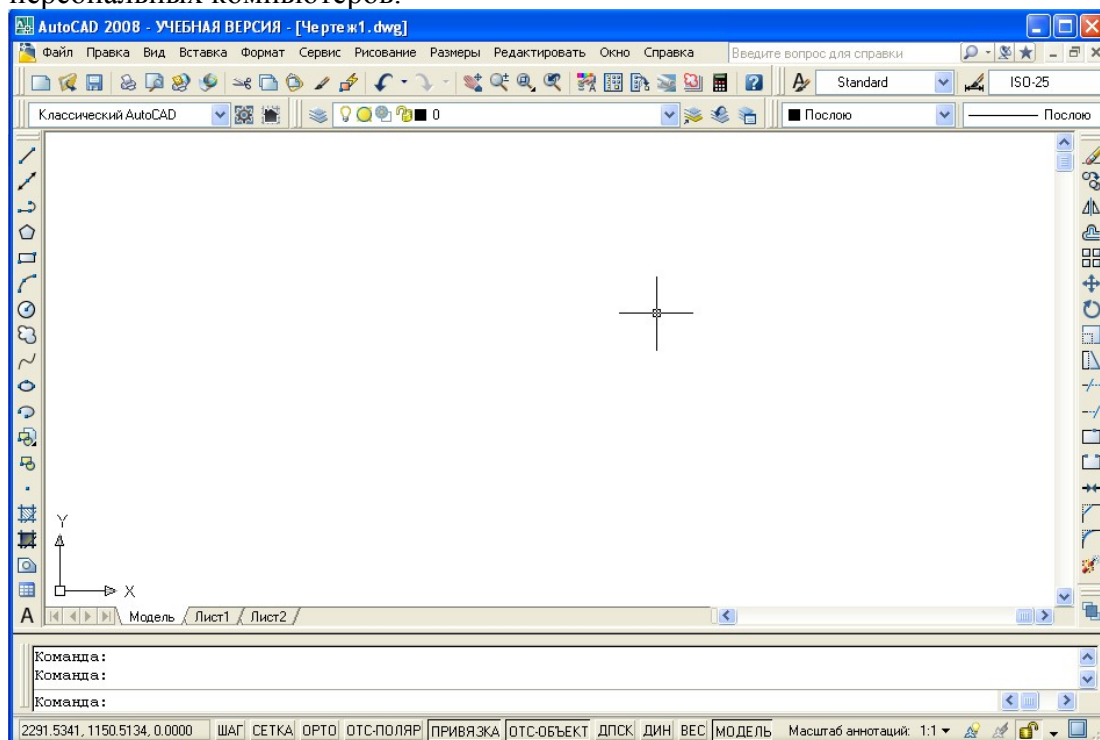 персональных компьютеров.
AutoCAD 2008 - УЧЕБНАЯ ВЕРСИЯ - [Чертеж1.dwg]
Файл Правка Вид Вставка Формат Сервис Рисование Размеры Редактировать Окно Справка Введите вопрос для справки
Standard ISO-25
Классический AutoCAD 0 Послою Послою
Y
X
A Модель Лист1 Лист2
Команда:
Команда:
Команда:
2291.5341, 1150.5134, 0.0000 ШАГ СЕТКА ОРТО ОТС-ПОЛЯР ПРИВЯЗКА ОТС-ОБЪЕКТ ДПСК ДИН ВЕС МОДЕЛЬ Масштаб аннотаций: 1:1